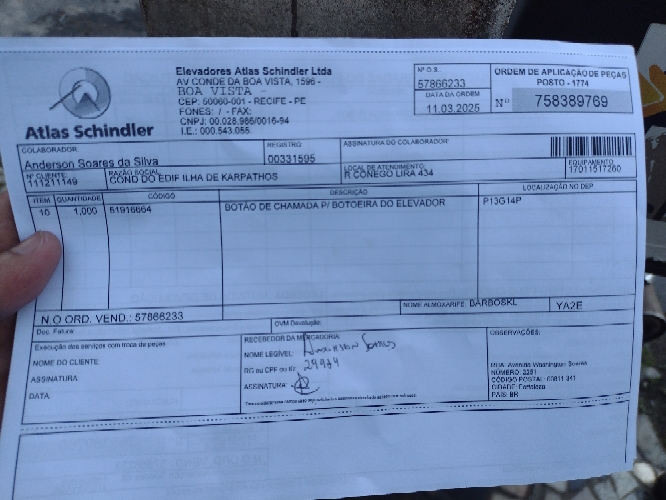 Atlas Schindler
Elevadores Atlas Schindler Ltda
AV CONDE DA BOA VISTA, 1596 -
BOA VISTA -
CEP: 50060-001 - RECIFE - PE
FONES: / - FAX:
CNPJ: 00.028.986/0016-94
I.E.: 000.543.055.
Nº O.S.
57866233
DATA DA ORDEM
11.03.2025
ORDEM DE APLICAÇÃO DE PEÇAS
POSTO - 1774
Nº 758389769
COLABORADOR:
Anderson Soares da Silva
REGISTRO:
00331595
ASSINATURA DO COLABORADOR:
Nº CLIENTE:
111211149
RAZÃO SOCIAL
COND DO EDIF ILHA DE KARPATHOS
LOCAL DE ATENDIMENTO:
R CONEGO LIRA 434
EQUIPAMENTO
17011517260
ITEM QUANTIDADE CÓDIGO DESCRIÇÃO LOCALIZAÇÃO NO DEP.
10 1,000 51916664 BOTÃO DE CHAMADA P/ BOTOEIRA DO ELEVADOR P13G14P
N.O ORD. VEND.: 57866233
NOME ALMOXARIFE: BARBOSKL YA2E
Doc. Fatura:
OVM Devolução:
Execução dos serviços com troca de peças
NOME DO CLIENTE:
ASSINATURA:
DATA:
RECEBEDOR DA MERCADORIA
NOME LEGÍVEL: Anderson Soares
RG ou CPF ou 
ASSINATURA:
OBSERVAÇÕES:
RUA: Avenida Washington Soares
NÚMERO:
CÓDIGO POSTAL:
CIDADE: Fortaleza
PAÍS: BR